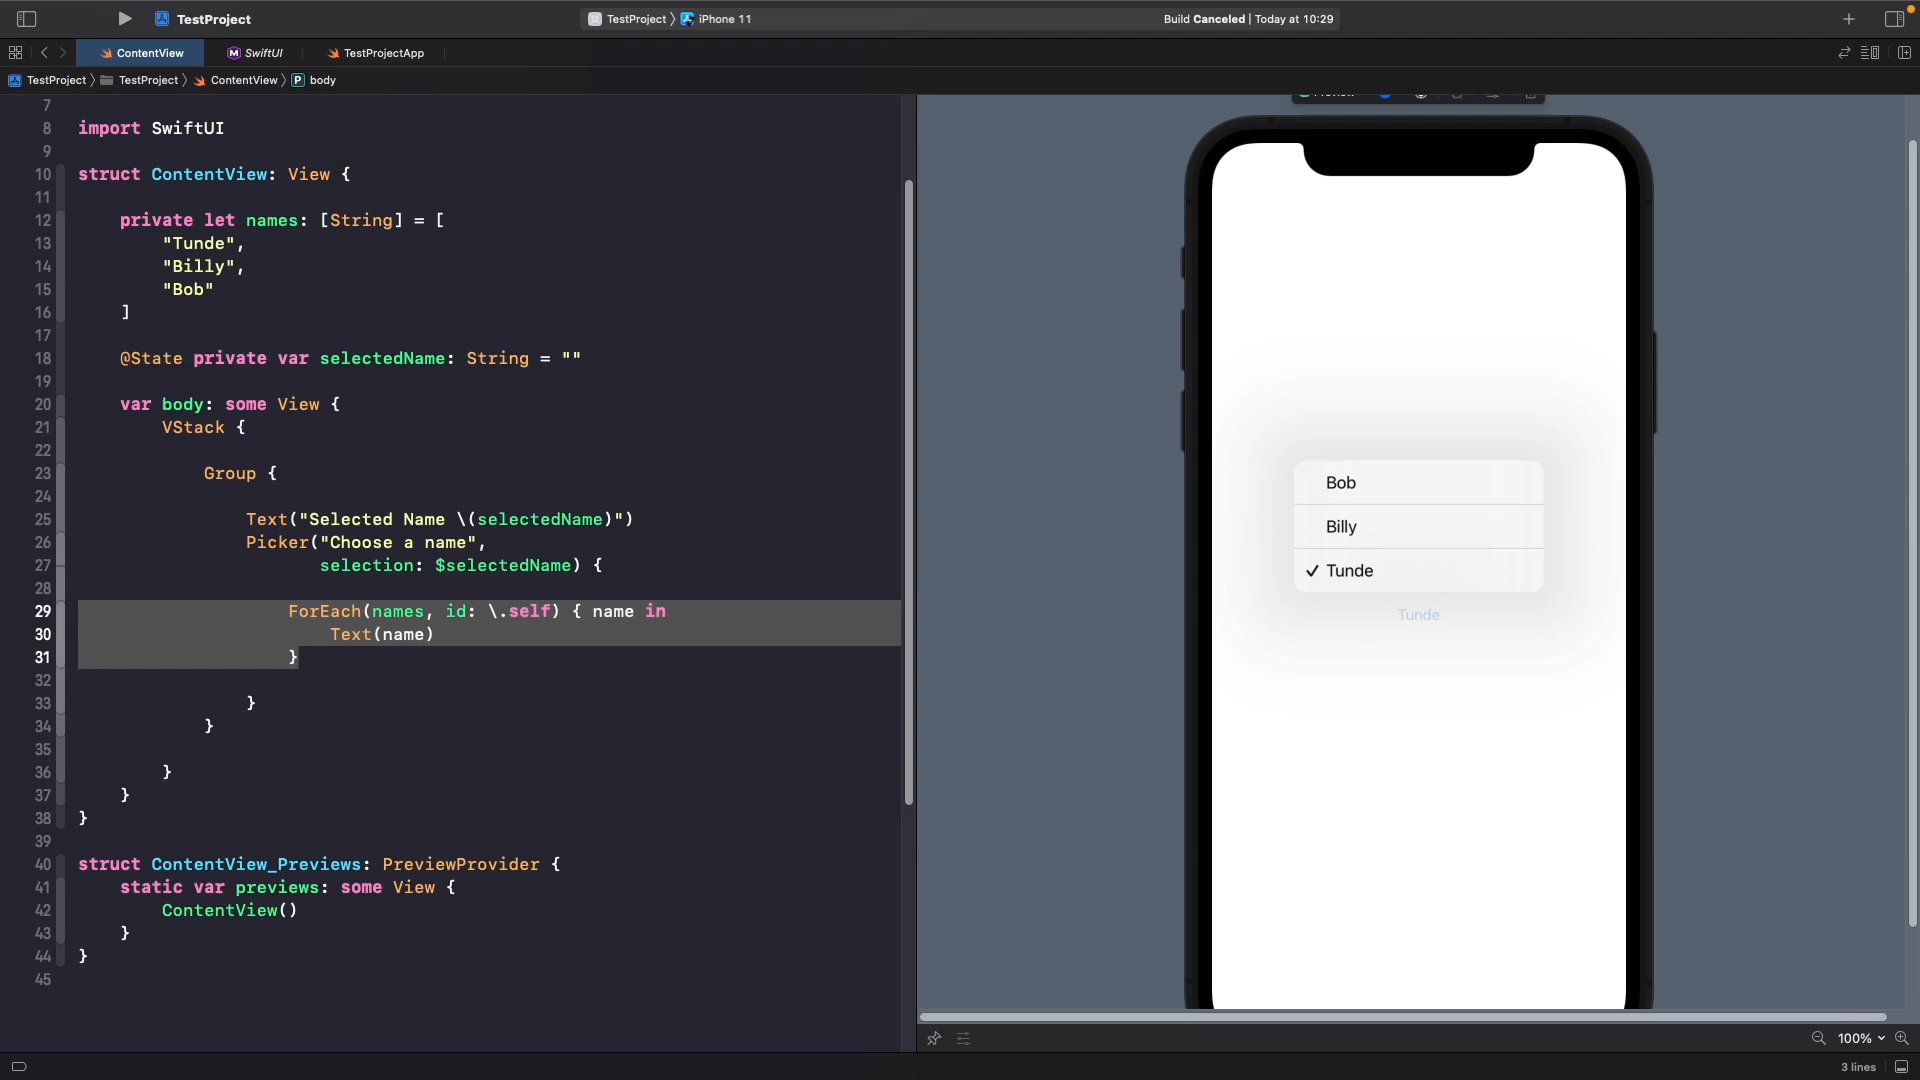 TestProject
TestProject 〉 iPhone 11
Build Canceled | Today at 10:29
ContentView
SwiftUI
TestProjectApp
TestProject 〉 TestProject 〉 ContentView 〉 P body
7
8 import SwiftUI
9
10 struct ContentView: View {
11
12 private let names: [String] = [
13 "Tunde",
14 "Billy",
15 "Bob"
16 ]
17
18 @State private var selectedName: String = ""
19
20 var body: some View {
21 VStack {
22
23 Group {
24
25 Text("Selected Name \(selectedName)")
26 Picker("Choose a name",
27 selection: $selectedName) {
28
29 ForEach(names, id: \.self) { name in
30 Text(name)
31 }
32
33 }
34 }
35
36 }
37 }
38 }
39
40 struct ContentView_Previews: PreviewProvider {
41 static var previews: some View {
42 ContentView()
43 }
44 }
45
Bob
Billy
✓ Tunde
Tunde
100%
3 lines